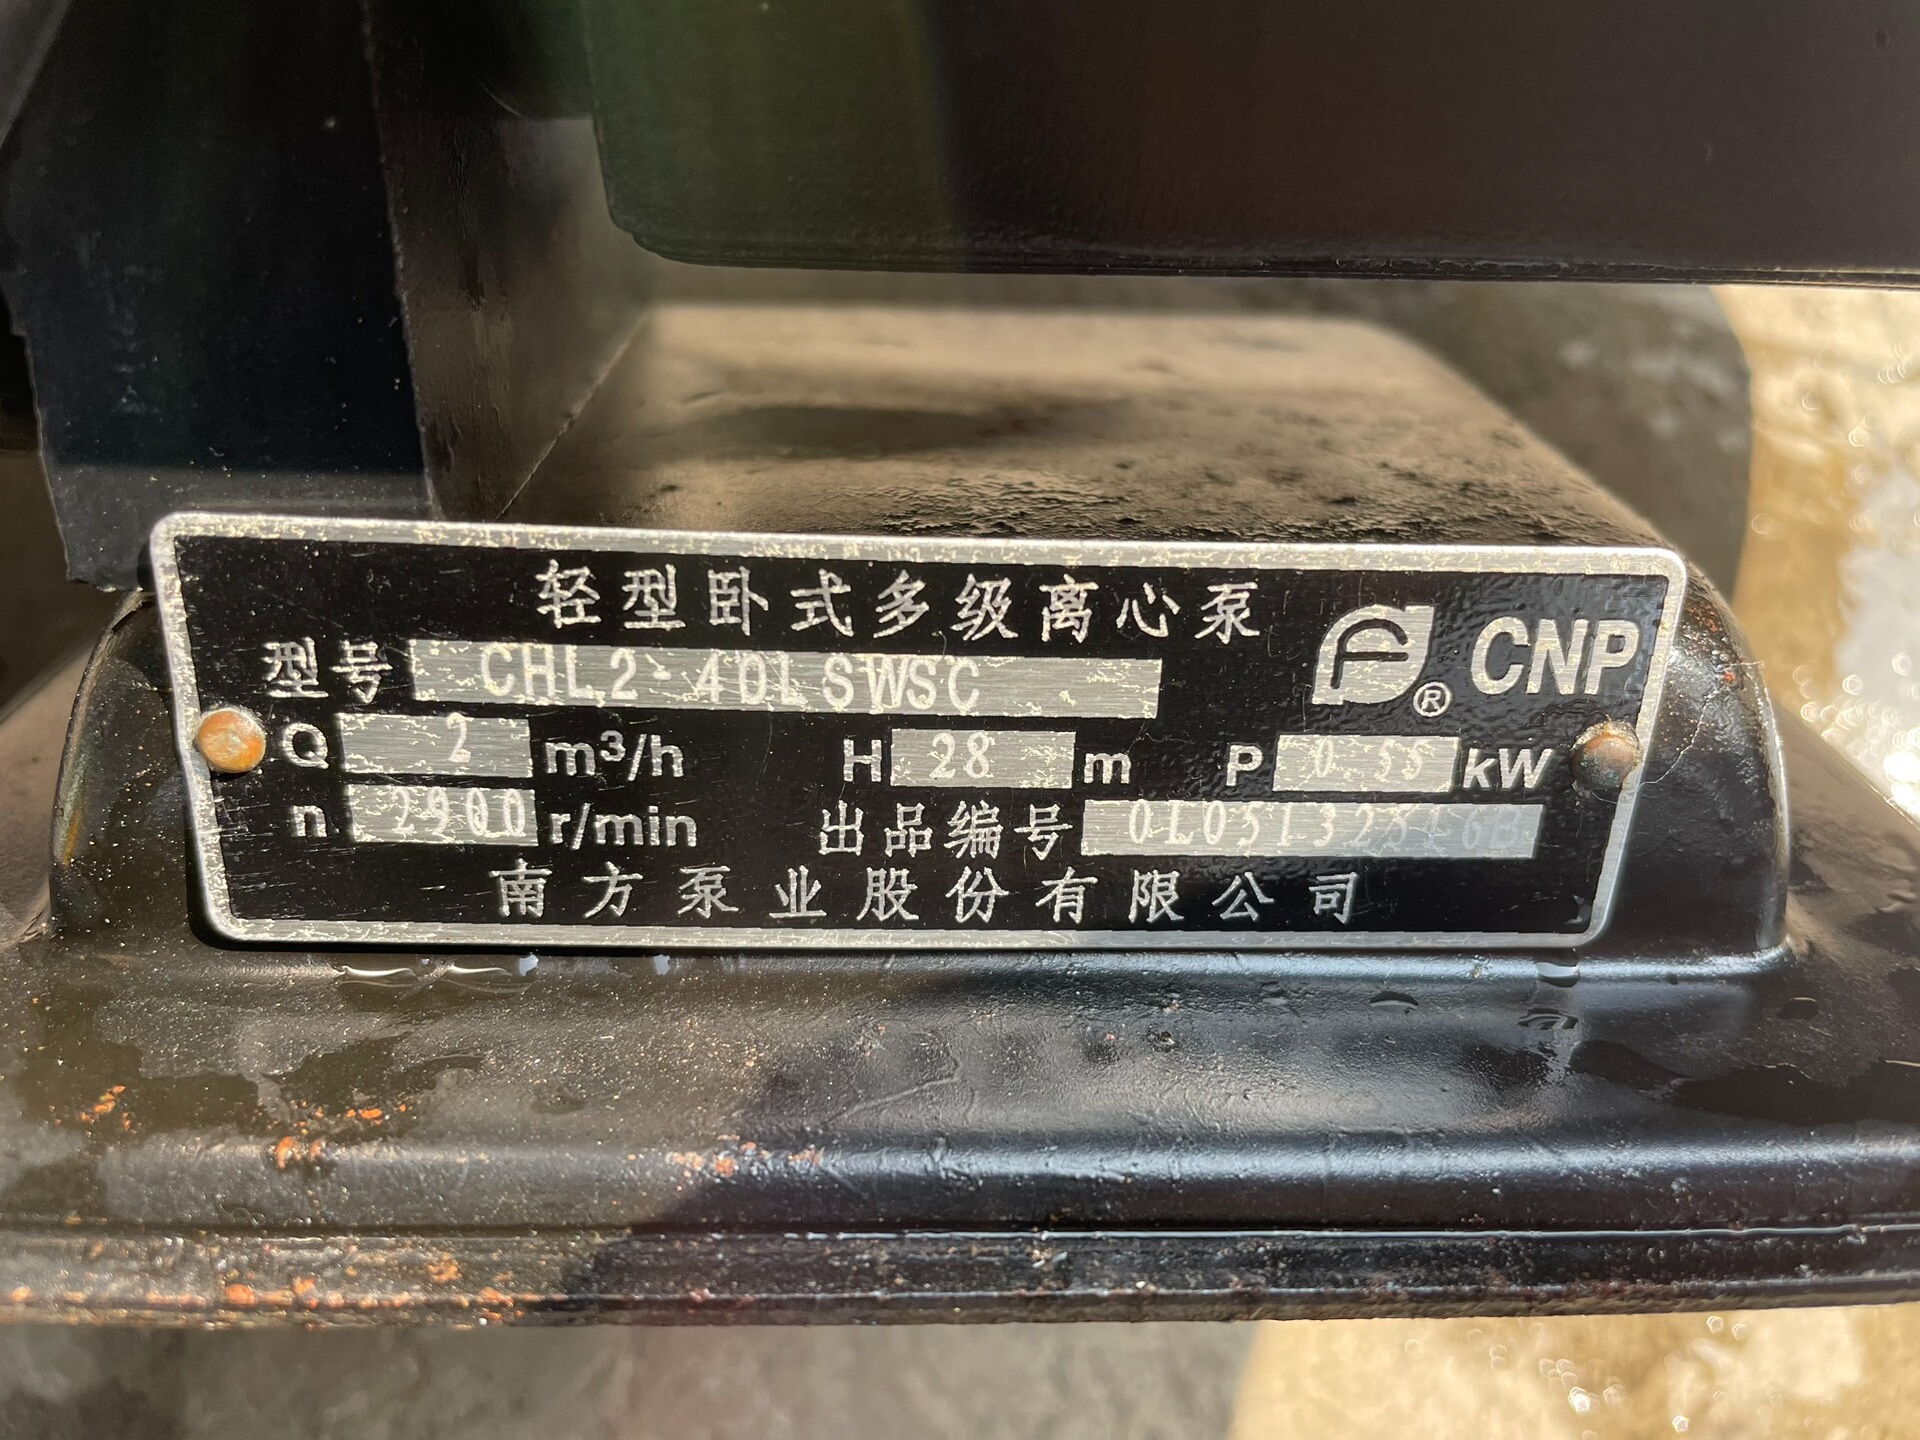 轻型卧式多级离心泵
型号 CHL2-40LSWSC
® CNP
Q 2 m³/h H 28 m P 0.55 kW
n 2900 r/min 出品编号
南方泵业股份有限公司